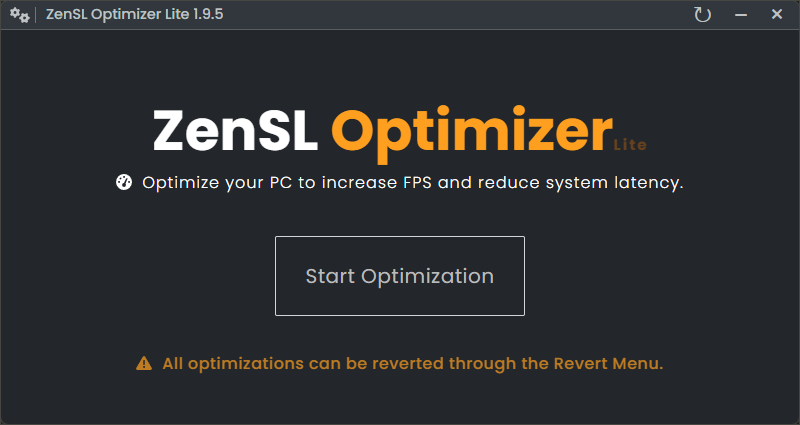 ZenSL Optimizer Lite 1.9.5
ZenSL Optimizer Lite
Optimize your PC to increase FPS and reduce system latency.
Start Optimization
All optimizations can be reverted through the Revert Menu.